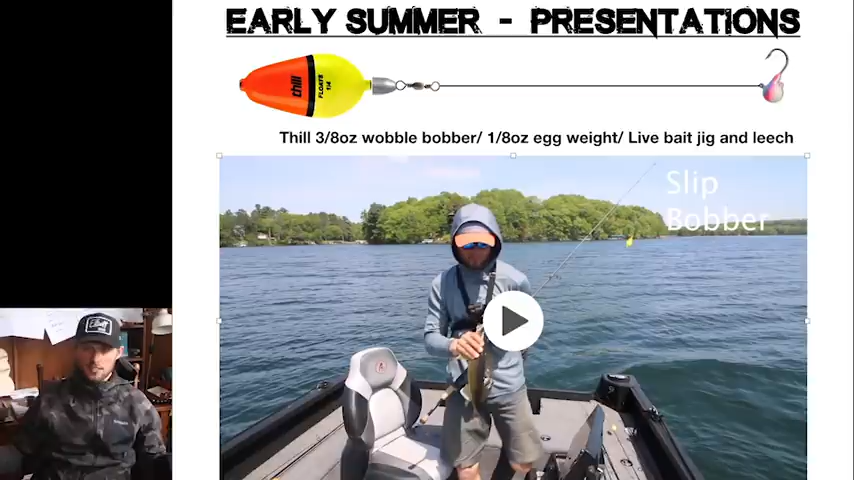 EARLY SUMMER - PRESENTATIONS
thill
FLOATS
1/4
Thill 3/8oz wobble bobber/ 1/8oz egg weight/ Live bait jig and leech
Slip
Bobber